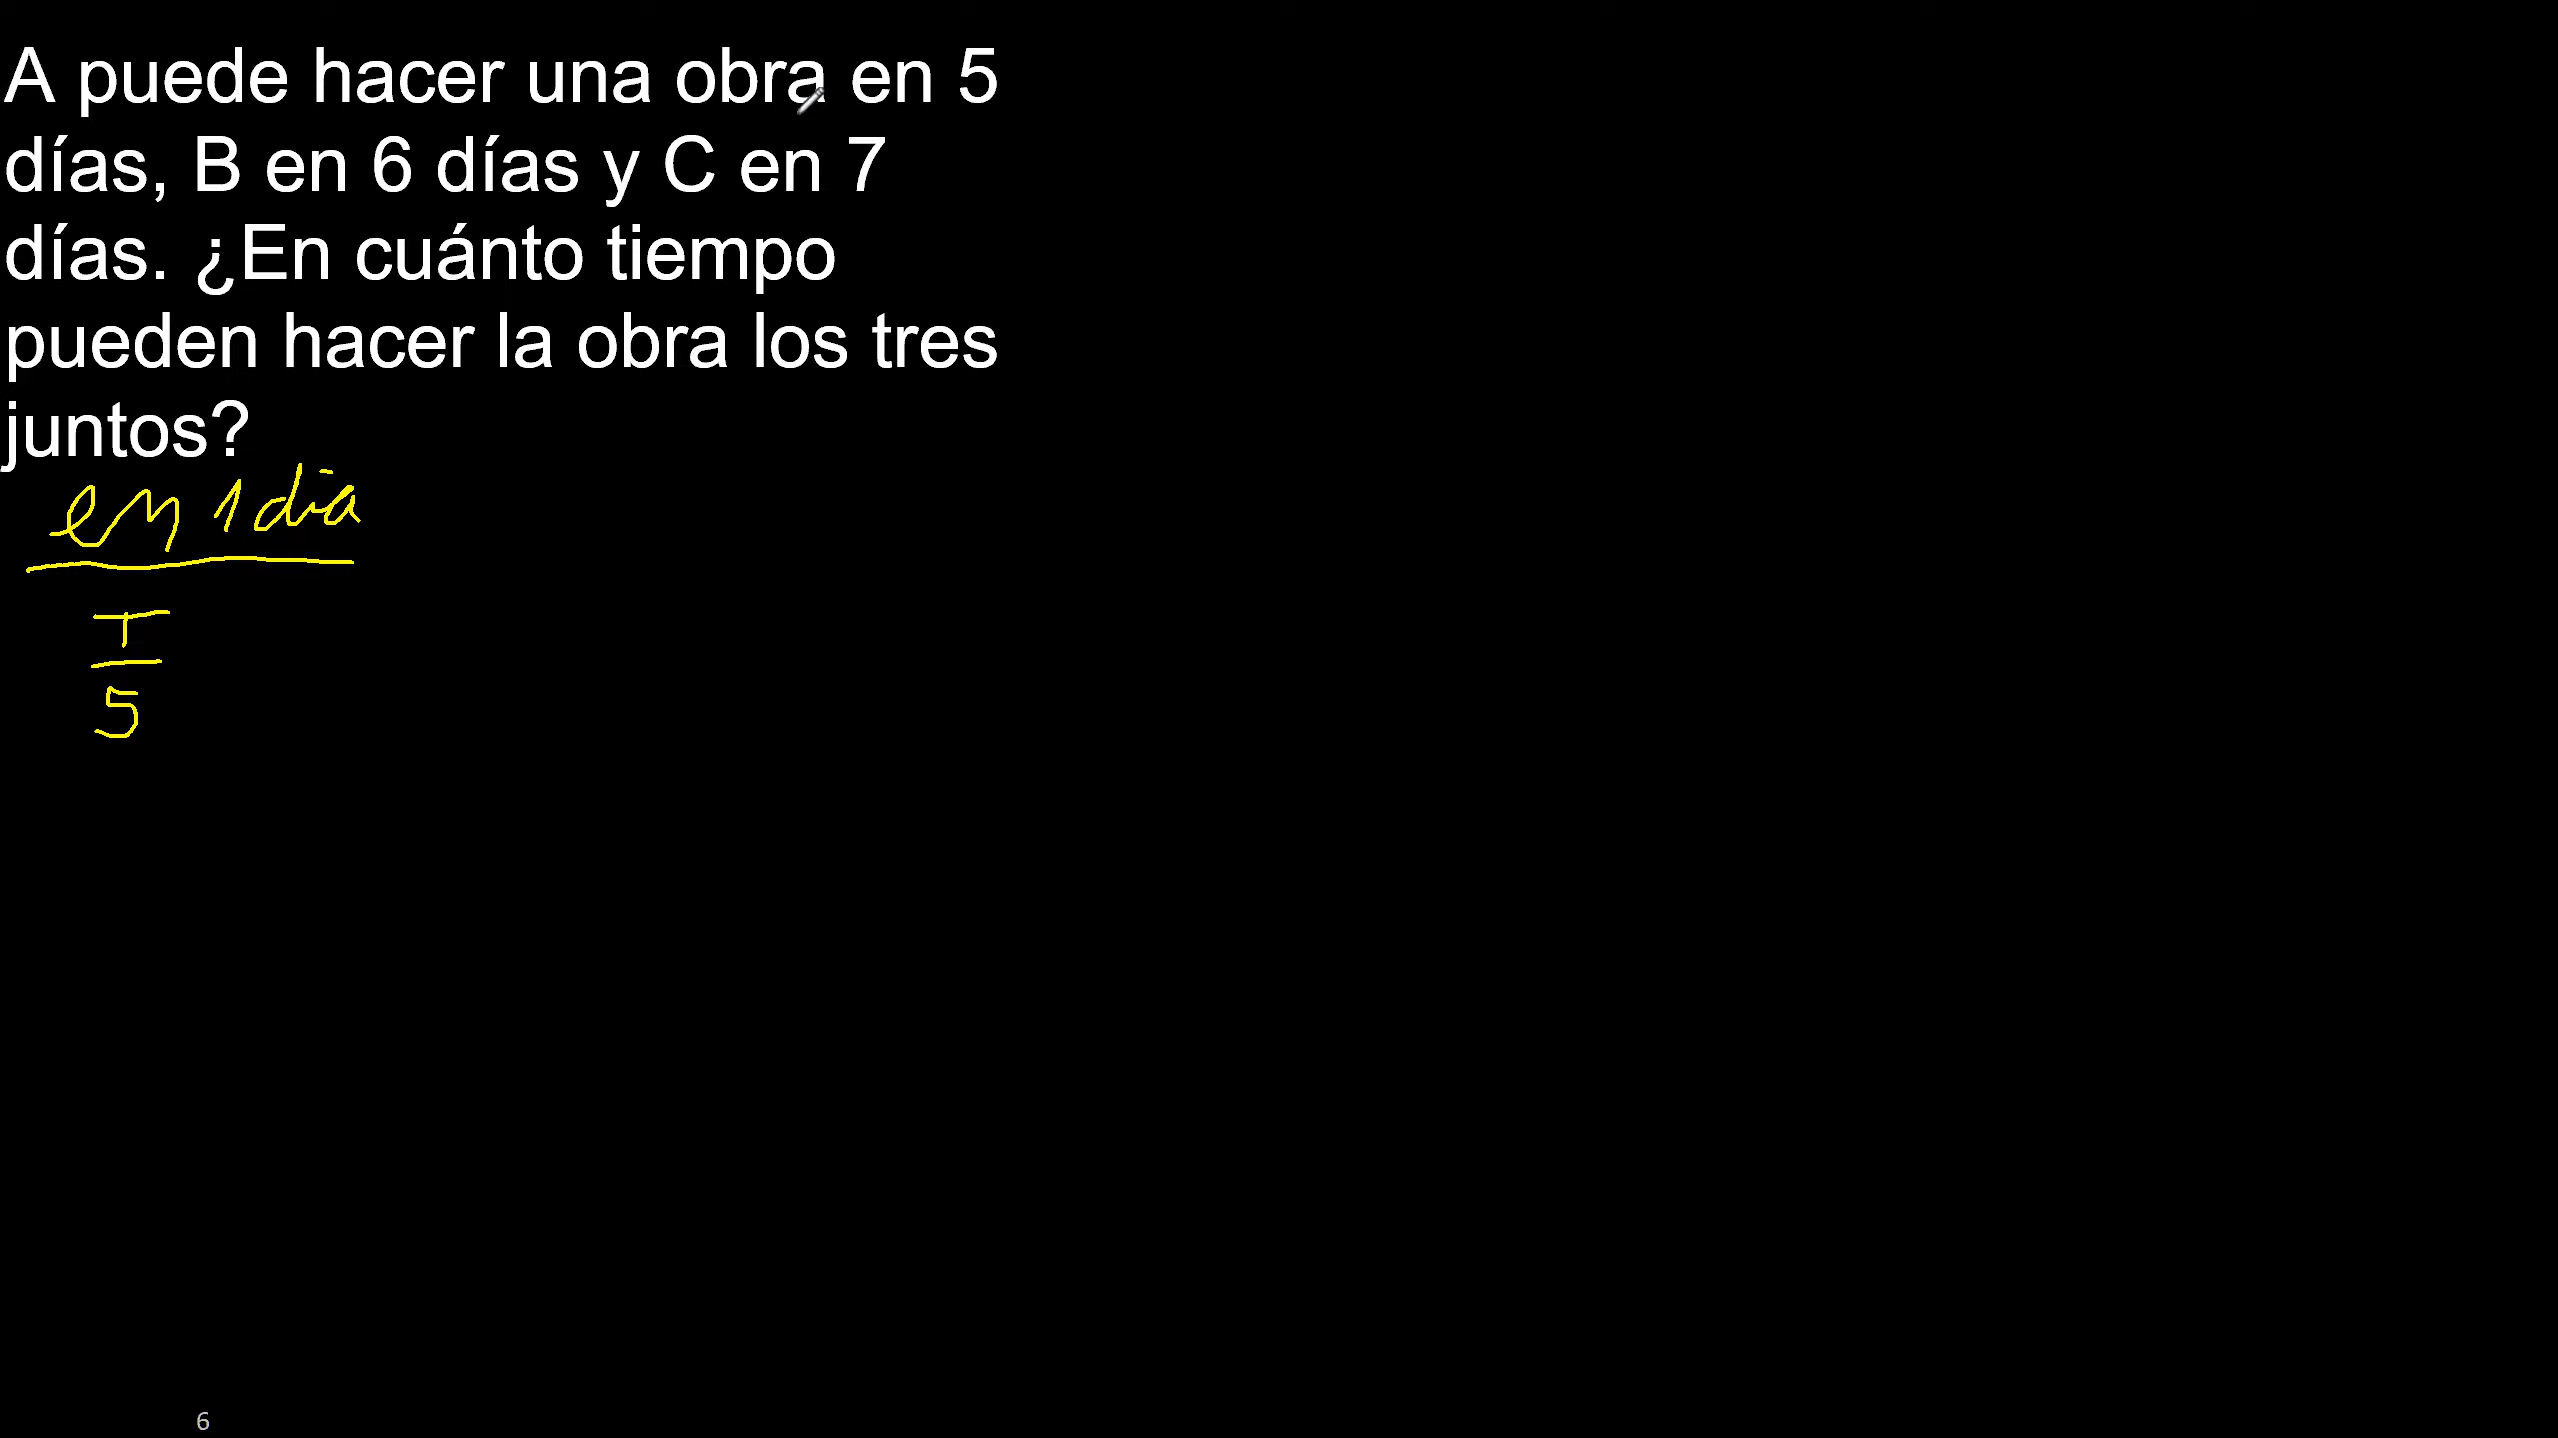 A puede hacer una obra en 5
días, B en 6 días y C en 7
días. ¿En cuánto tiempo
pueden hacer la obra los tres
juntos?
en 1 dia
T
5
6